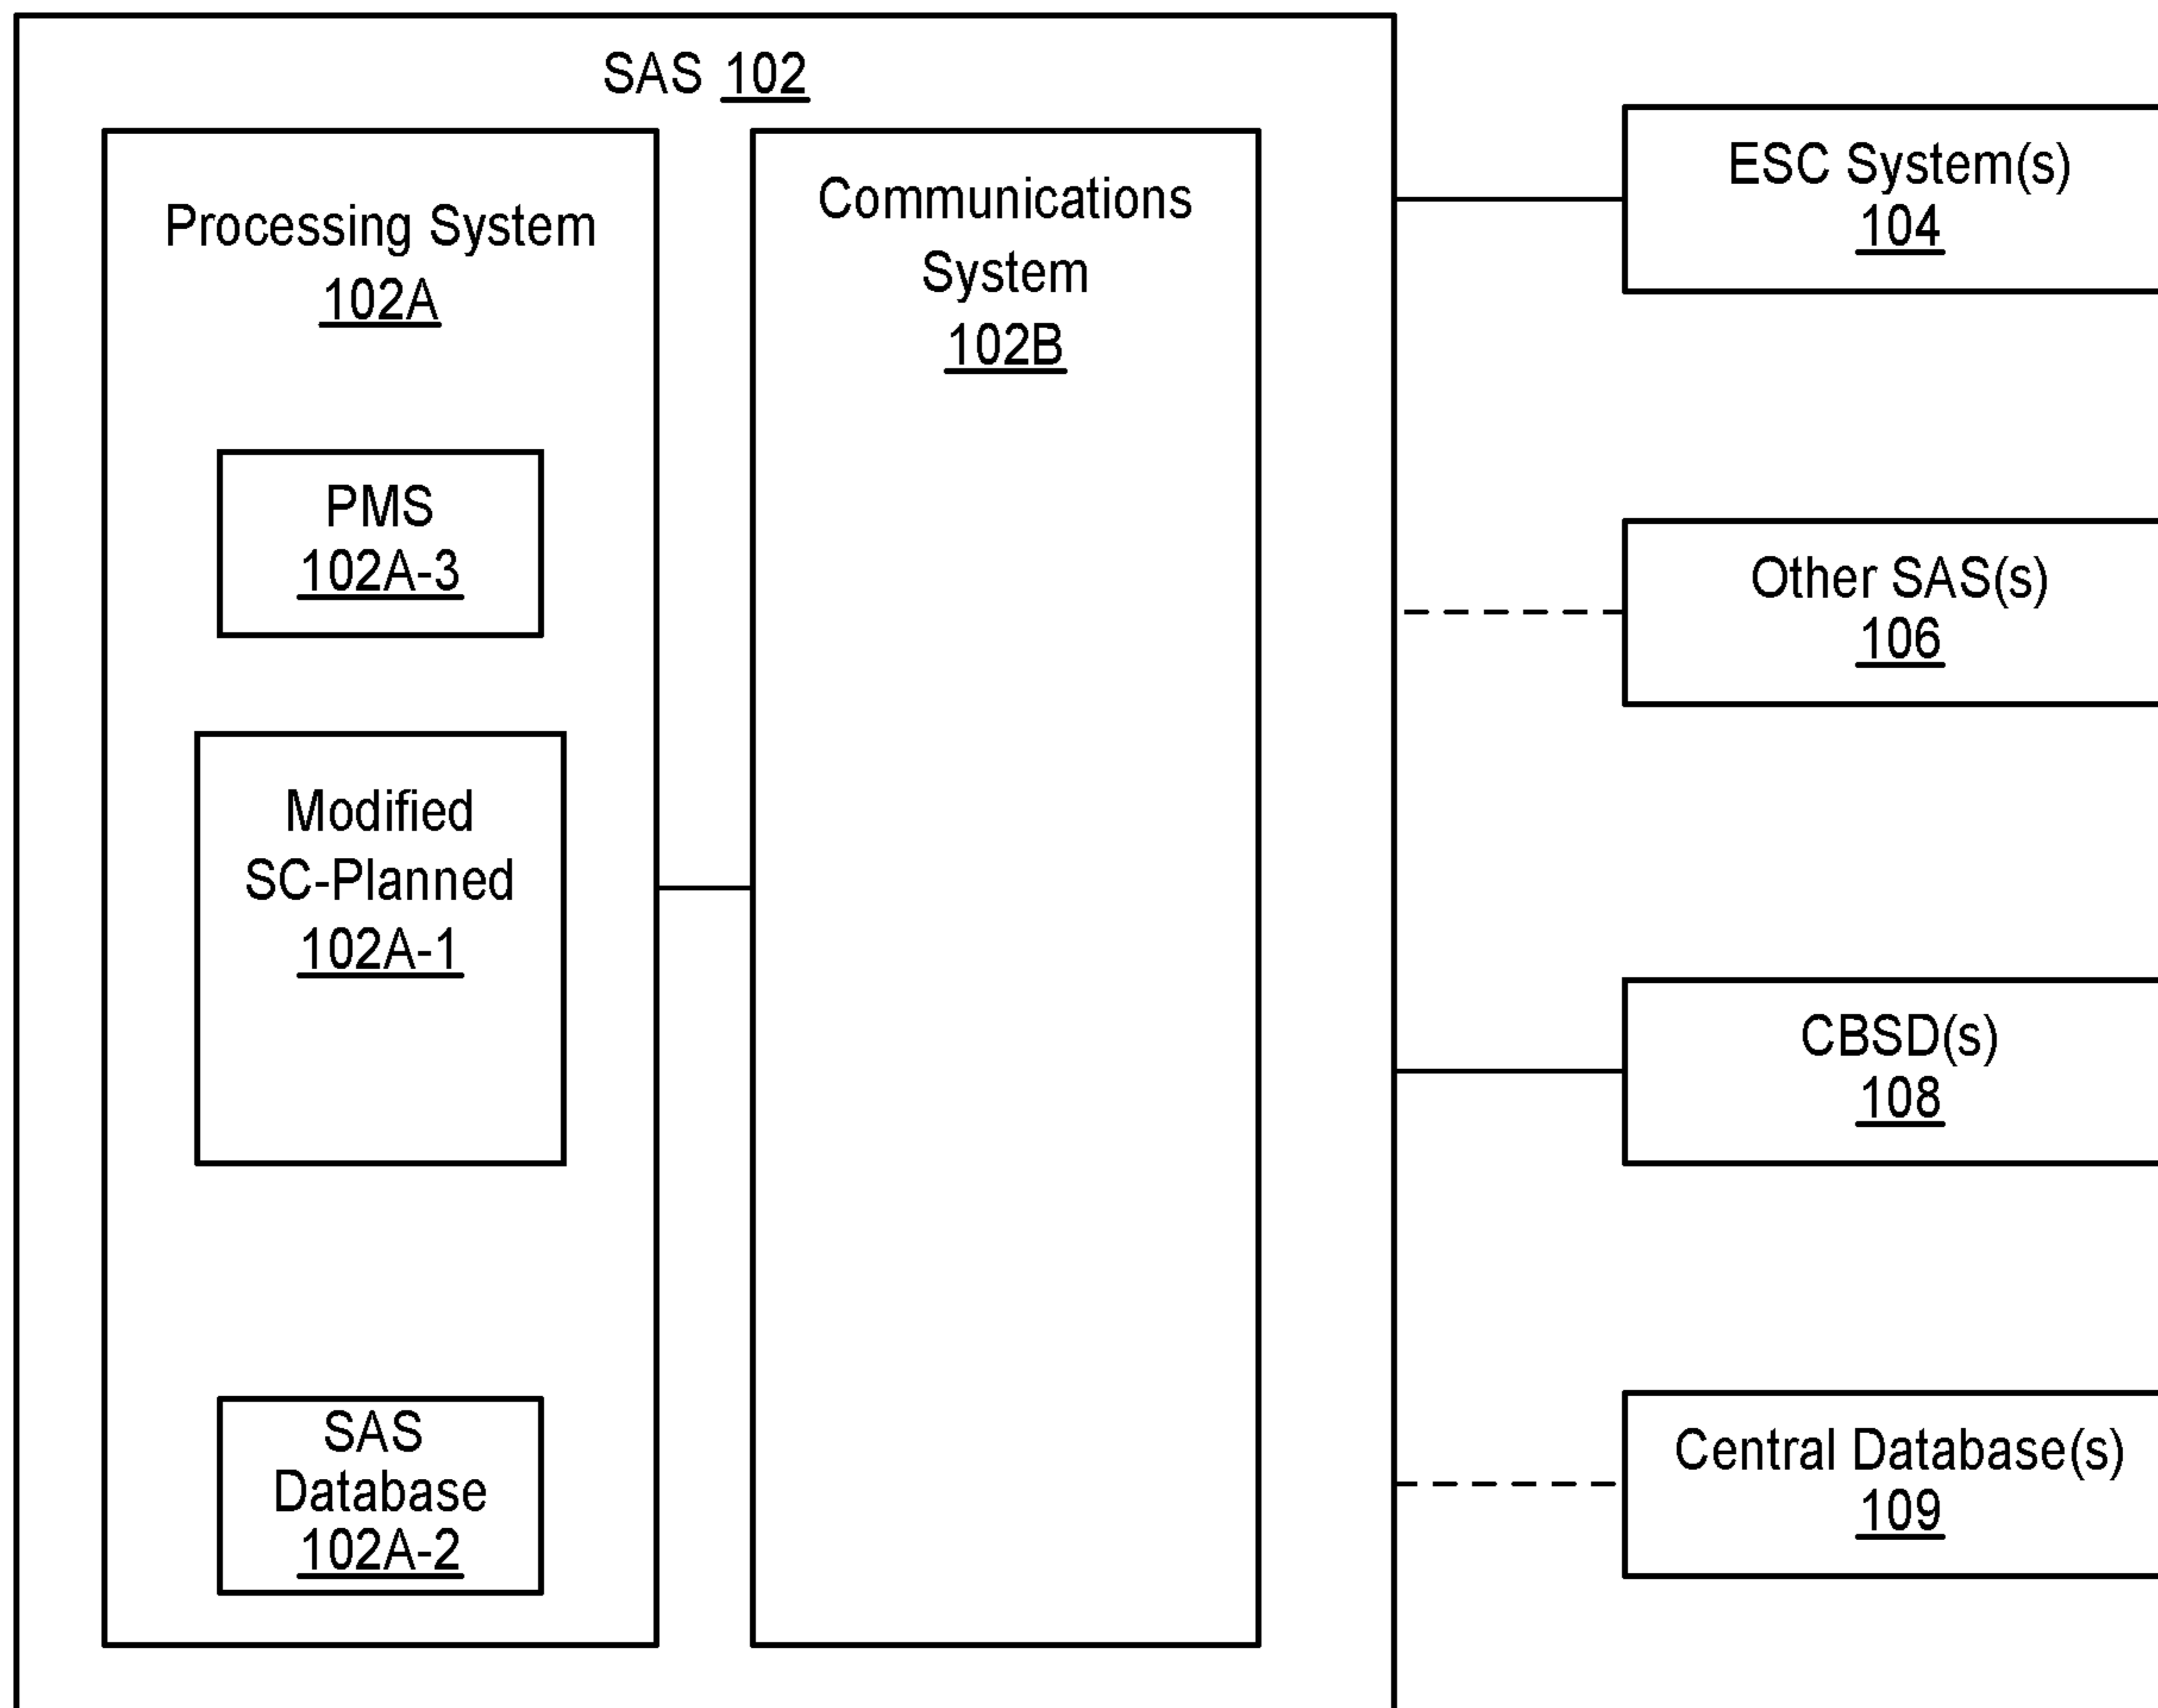 SAS 102
Processing System
102A
PMS
102A-3
Modified
SC-Planned
102A-1
SAS
Database
102A-2
Communications
System
102B
ESC System(s)
104
Other SAS(s)
106
CBSD(s)
108
Central Database(s)
109